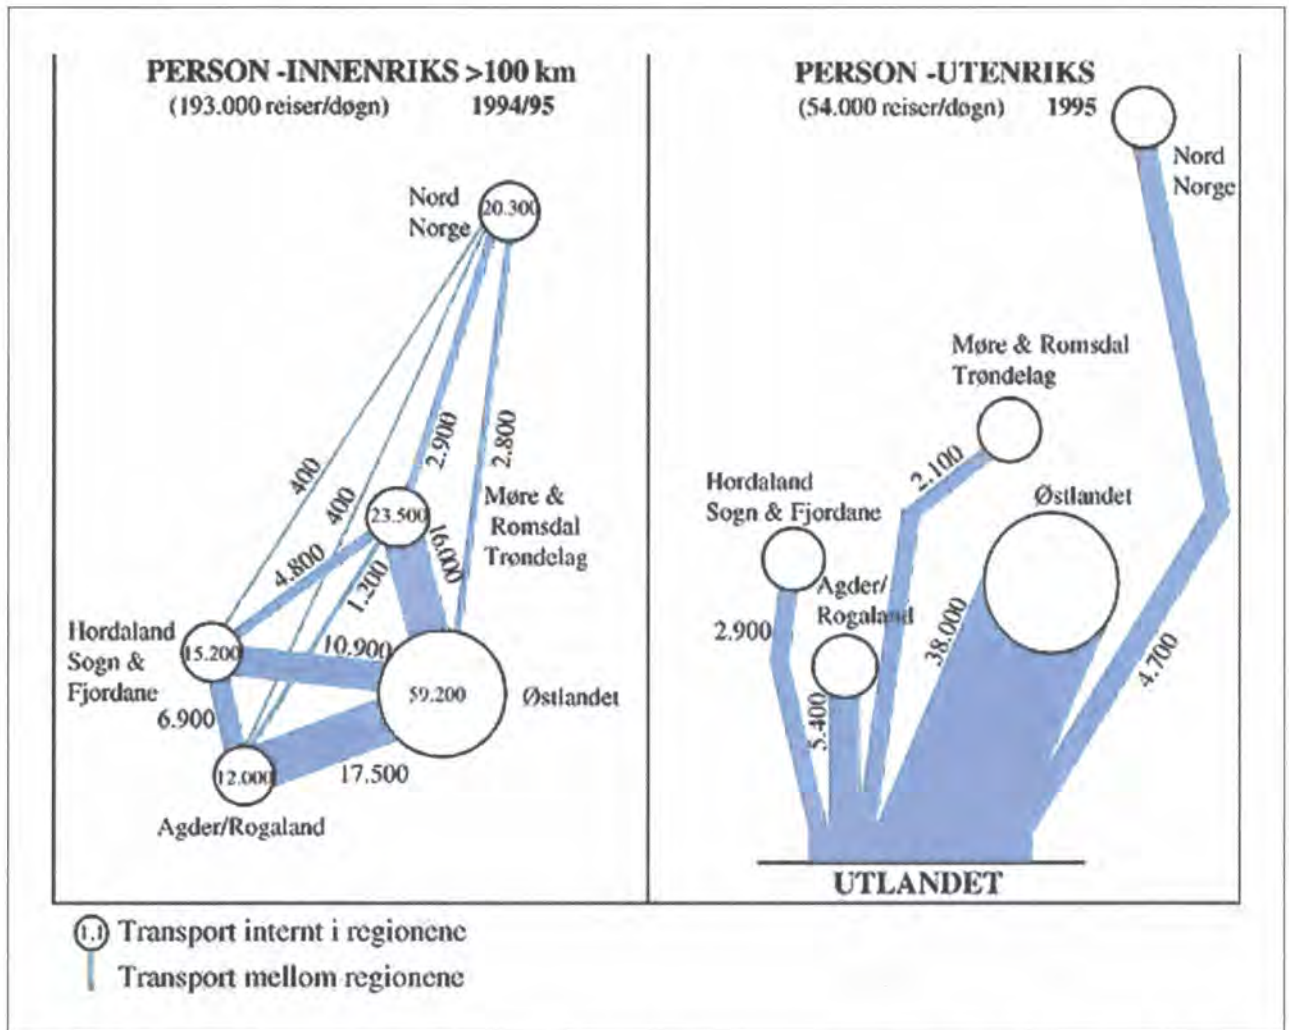 PERSON -INNENRIKS >100 km
(193.000 reiser/døgn) 1994/95
Nord
Norge
20.300
2.900
2.800
400
400
23.500
16.000
Møre &
Romsdal
Trøndelag
4.800
1.200
Hordaland
Sogn &
Fjordane
15.200
10.900
59.200
Østlandet
6.900
12.000
17.500
Agder/Rogaland
PERSON -UTENRIKS
(54.000 reiser/døgn) 1995
Nord
Norge
Møre & Romsdal
Trøndelag
2.100
Hordaland
Sogn & Fjordane
Østlandet
Agder/
Rogaland
2.900
38.000
4.700
5.400
UTLANDET
1.1 Transport internt i regionene
Transport mellom regionene